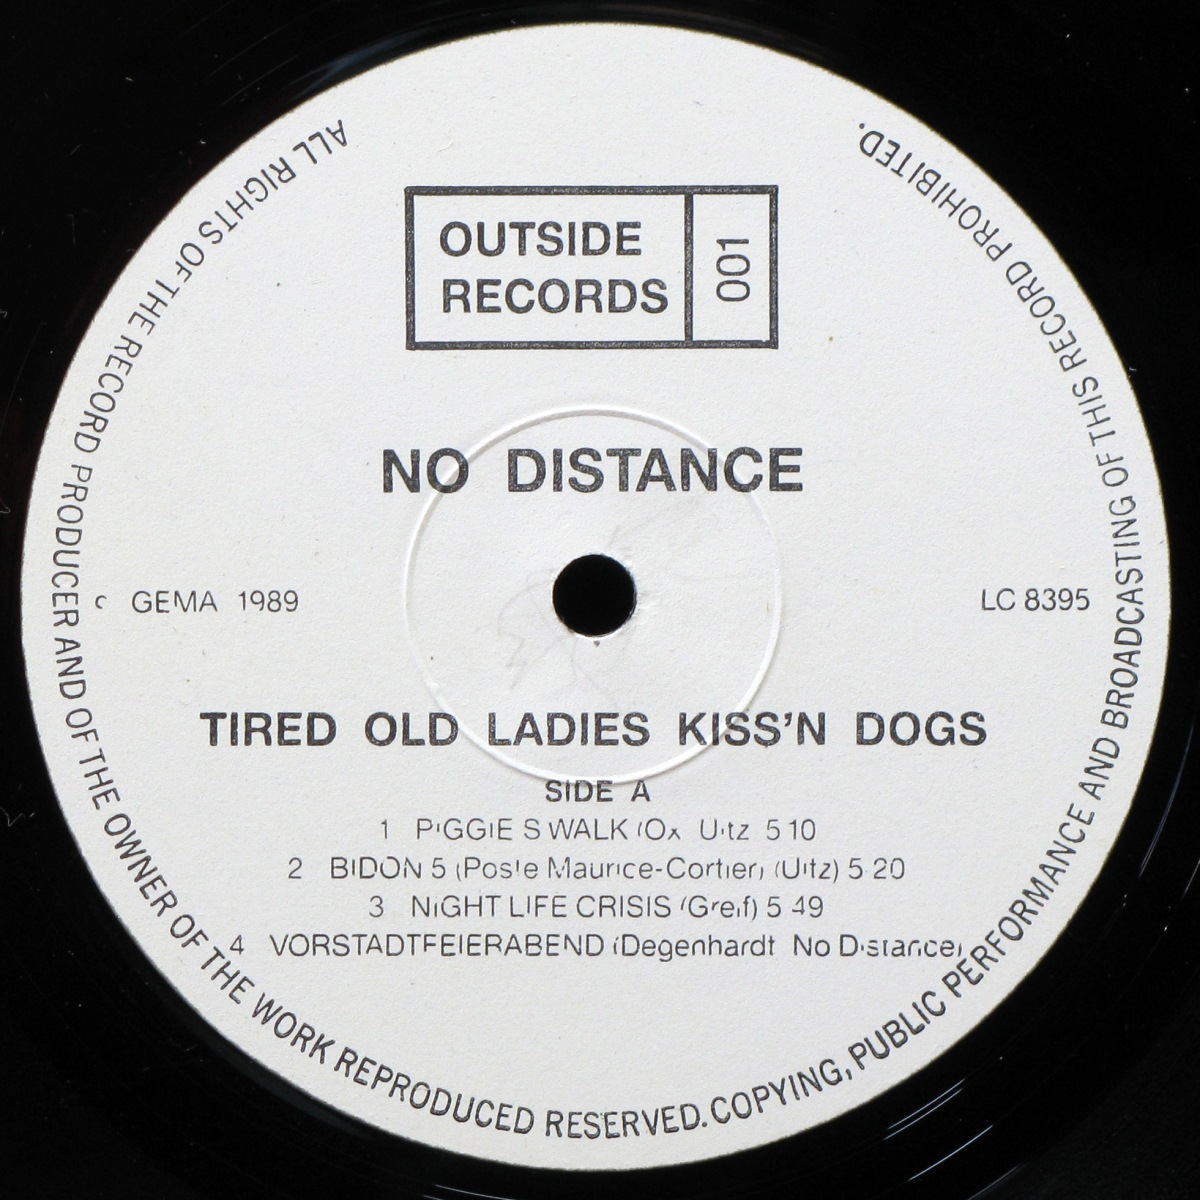 OUTSIDE
RECORDS
001
NO DISTANCE
c GEMA 1989
LC 8395
TIRED OLD LADIES KISS'N DOGS
SIDE A
1 PIGGIE S WALK (Ox Uitz 5 10
2 BIDON 5 (Poste Maurice-Cortier) (Uitz) 5 20
3 NIGHT LIFE CRISIS (Greif) 5 49
4 VORSTADTFEIERABEND (Degenhardt No Distance)
ALL RIGHTS OF THE RECORD PRODUCER AND OF THE OWNER OF THE WORK REPRODUCED RESERVED. COPYING, PUBLIC PERFORMANCE AND BROADCASTING OF THIS RECORD PROHIBITED.